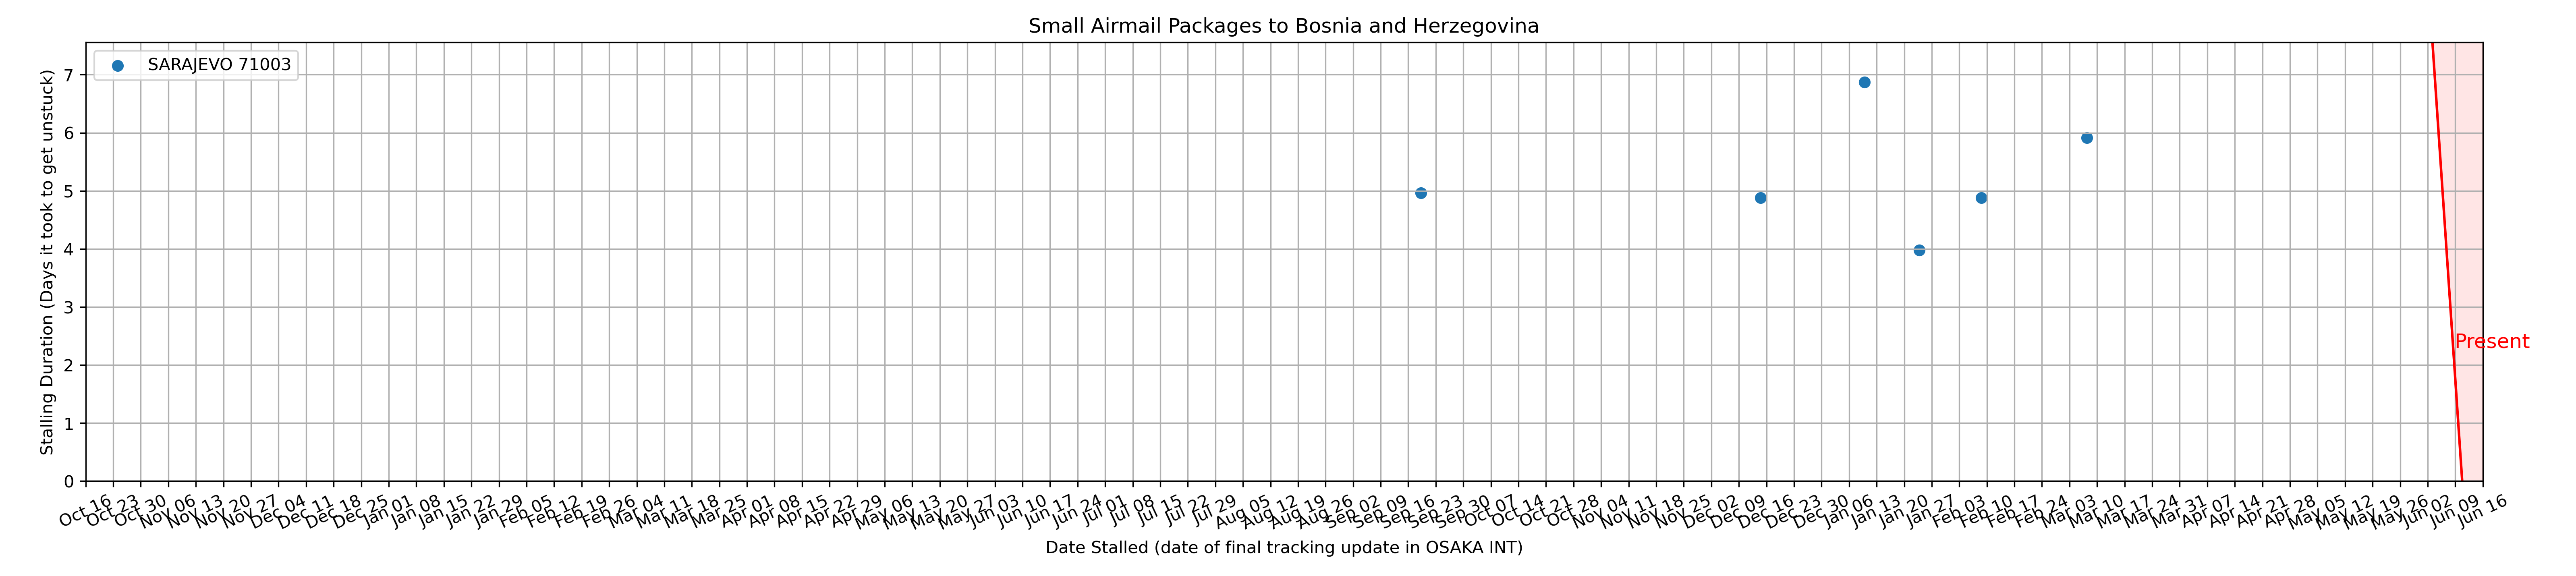 Small Airmail Packages to Bosnia and Herzegovina
SARAJEVO 71003
Stalling Duration (Days it took to get unstuck)
7
6
5
4
3
2
1
0
Present
Oct 16
Oct 23
Oct 30
Nov 06
Nov 13
Nov 20
Nov 27
Dec 04
Dec 11
Dec 18
Dec 25
Jan 01
Jan 08
Jan 15
Jan 22
Jan 29
Feb 05
Feb 12
Feb 19
Feb 26
Mar 04
Mar 11
Mar 18
Mar 25
Apr 01
Apr 08
Apr 15
Apr 22
Apr 29
May 06
May 13
May 20
May 27
Jun 03
Jun 10
Jun 17
Jun 24
Jul 01
Jul 08
Jul 15
Jul 22
Jul 29
Aug 05
Aug 12
Aug 19
Aug 26
Sep 02
Sep 09
Sep 16
Sep 23
Sep 30
Oct 07
Oct 14
Oct 21
Oct 28
Nov 04
Nov 11
Nov 18
Nov 25
Dec 02
Dec 09
Dec 16
Dec 23
Dec 30
Jan 06
Jan 13
Jan 20
Jan 27
Feb 03
Feb 10
Feb 17
Feb 24
Mar 03
Mar 10
Mar 17
Mar 24
Mar 31
Apr 07
Apr 14
Apr 21
Apr 28
May 05
May 12
May 19
May 26
Jun 02
Jun 09
Jun 16
Date Stalled (date of final tracking update in OSAKA INT)